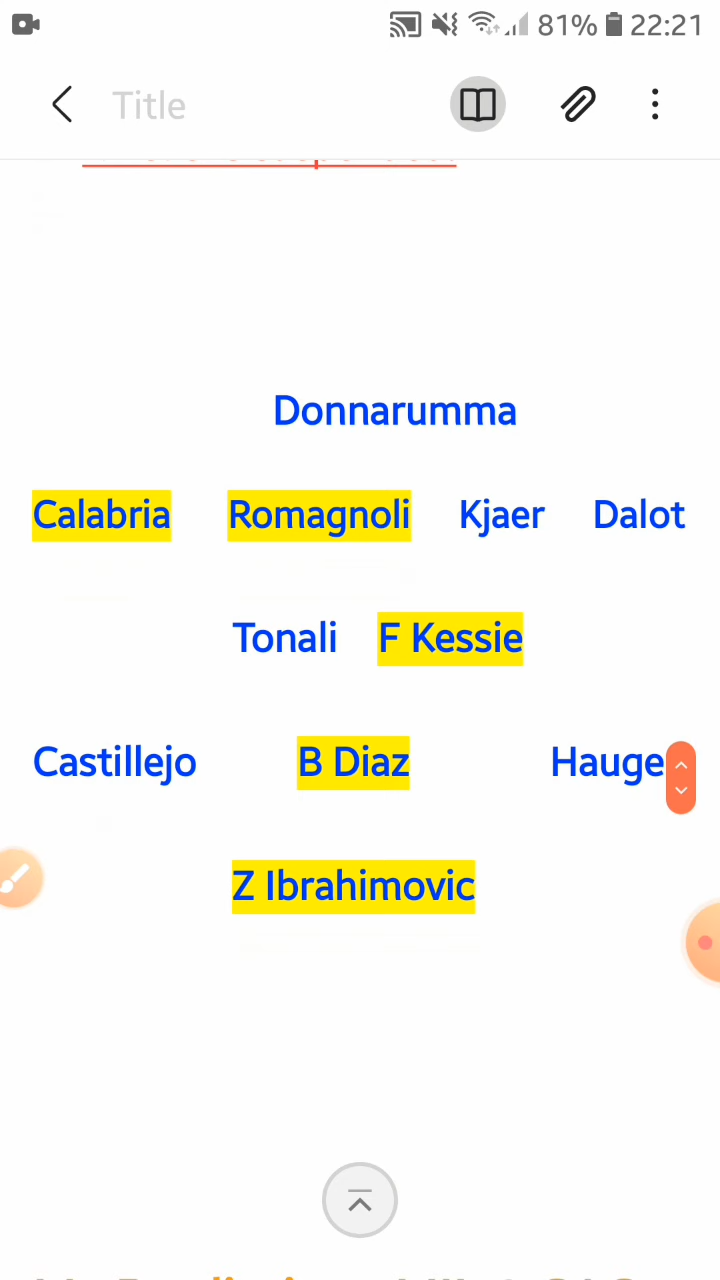 81% 22:21
Title
Donnarumma
Calabria Romagnoli Kjaer Dalot
Tonali F Kessie
Castillejo B Diaz Hauge
Z Ibrahimovic